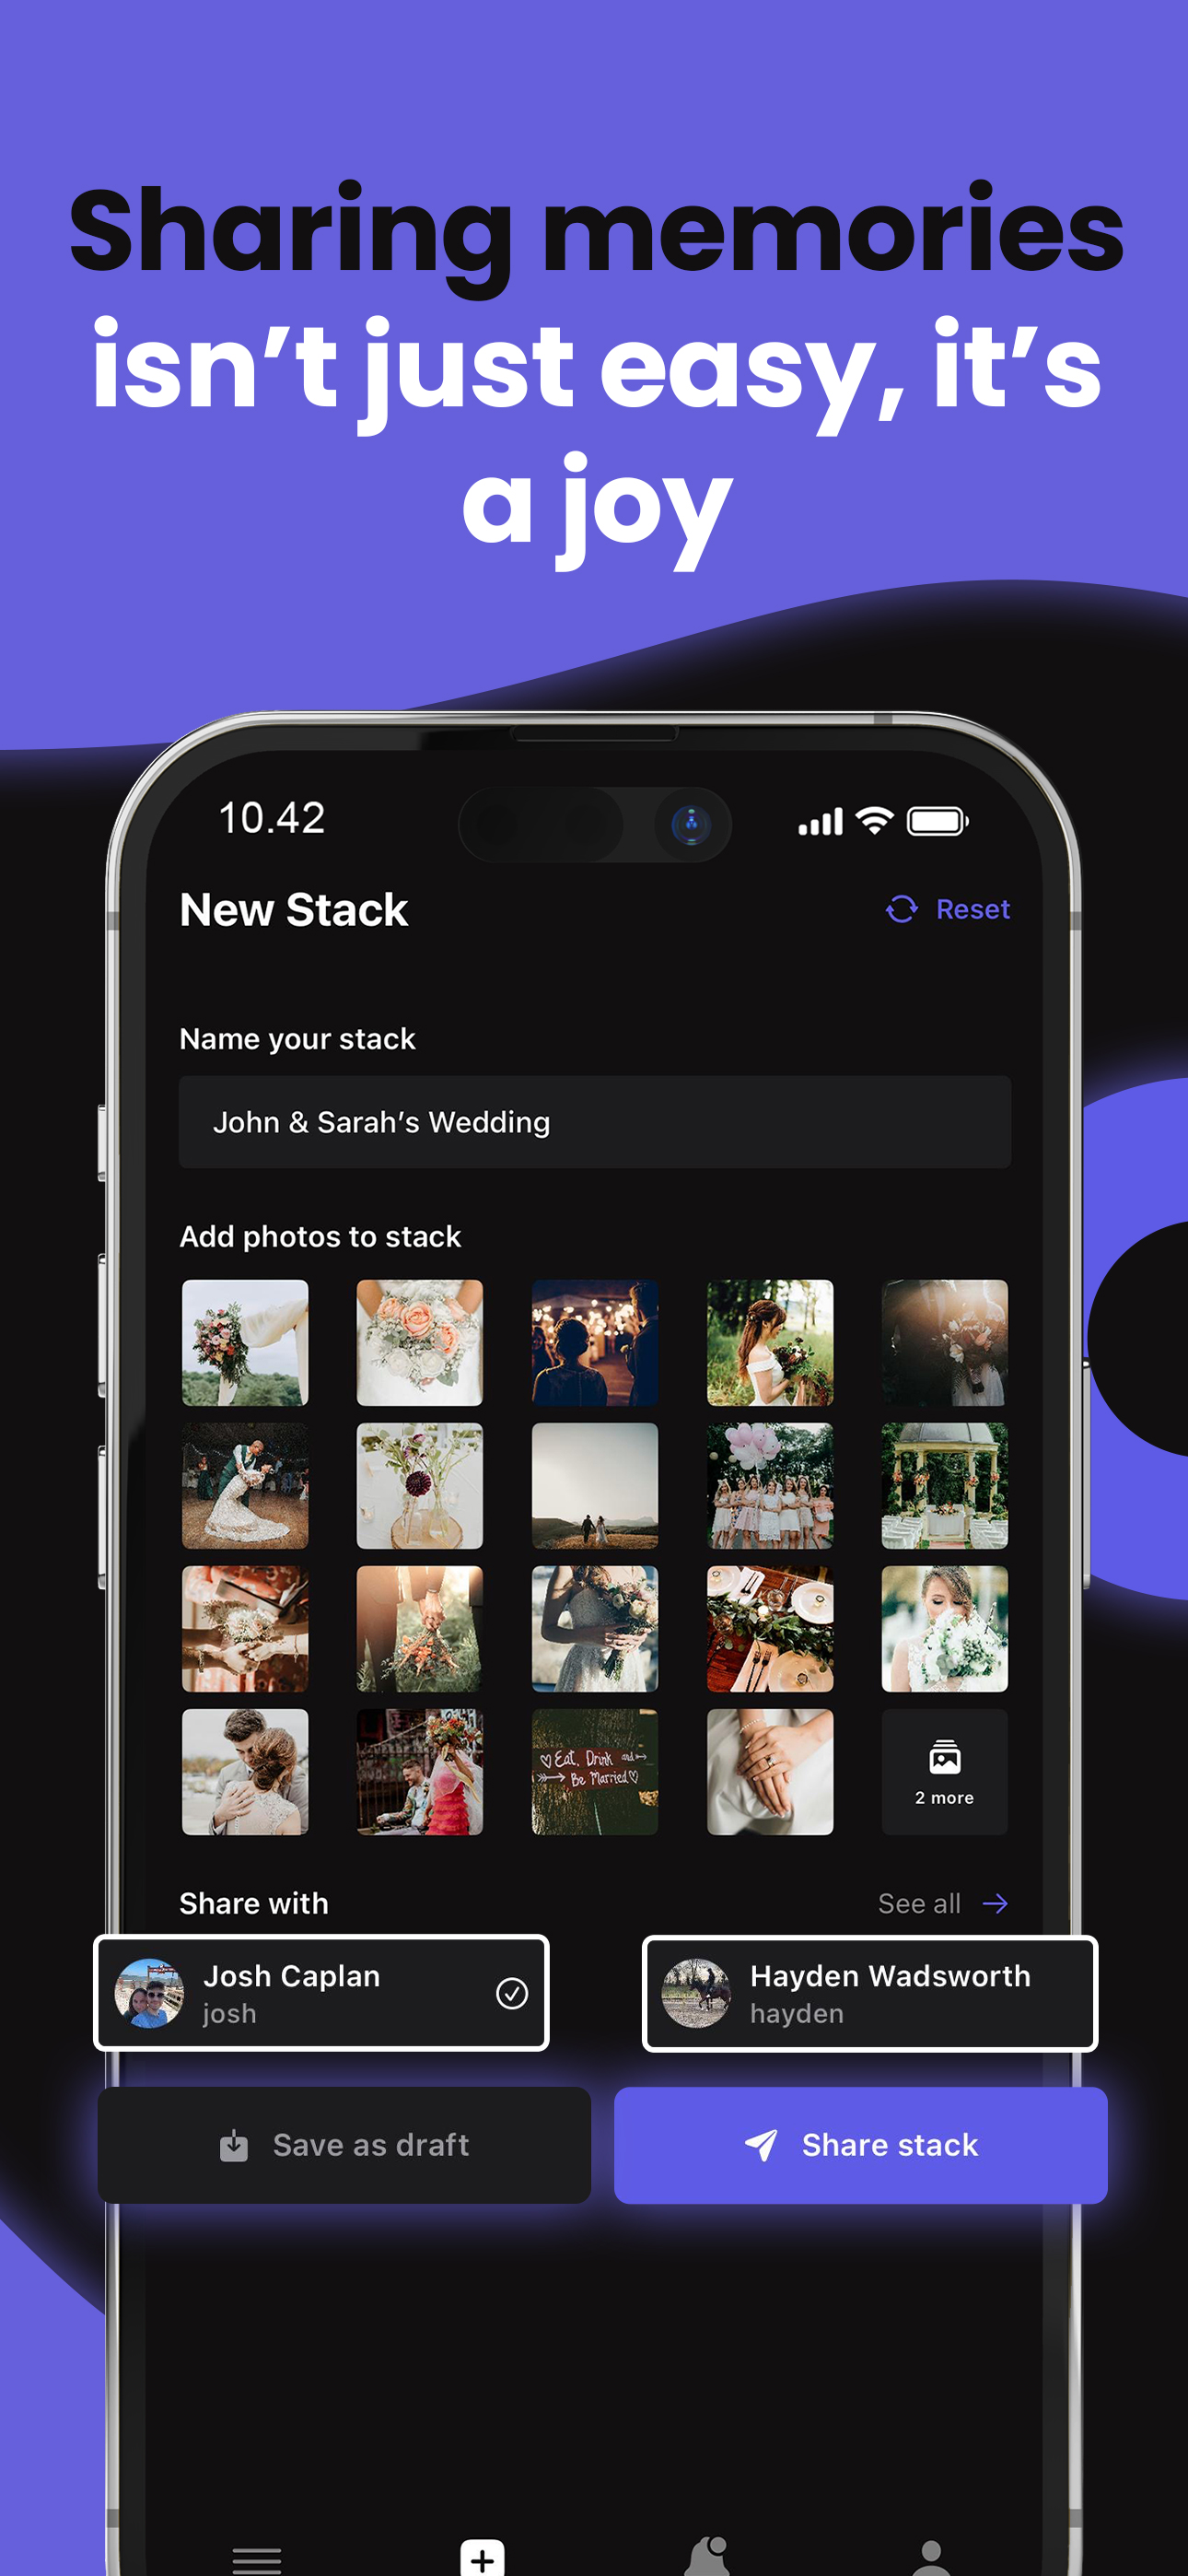 Sharing memories
isn’t just easy, it’s
a joy
10.42
New Stack
Reset
Name your stack
John & Sarah’s Wedding
Add photos to stack
Eat, Drink and
Be Married
2 more
Share with
See all
Josh Caplan
josh
Hayden Wadsworth
hayden
Save as draft
Share stack